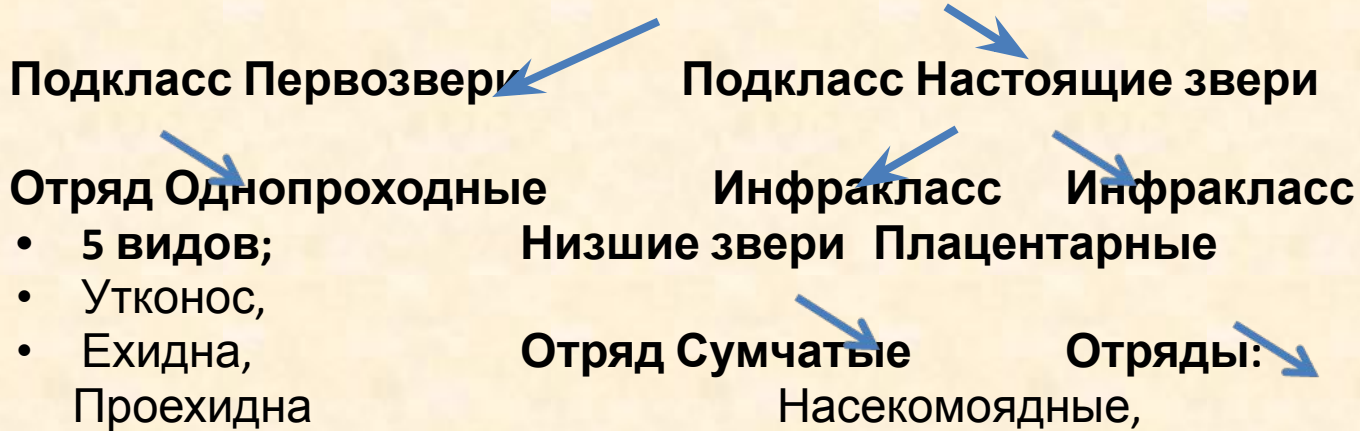 Подкласс Первозвери Подкласс Настоящие звери
Отряд Однопроходные Инфракласс Инфракласс
• 5 видов; Низшие звери Плацентарные
• Утконос,
• Ехидна, Отряд Сумчатые Отряды:
Проехидна Насекомоядные,